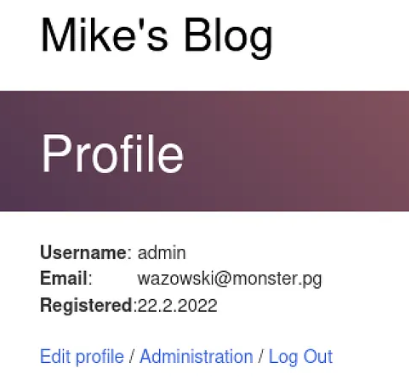 Mike's Blog
Profile
Username: admin
Email: wazowski@monster.pg
Registered:22.2.2022
Edit profile / Administration / Log Out